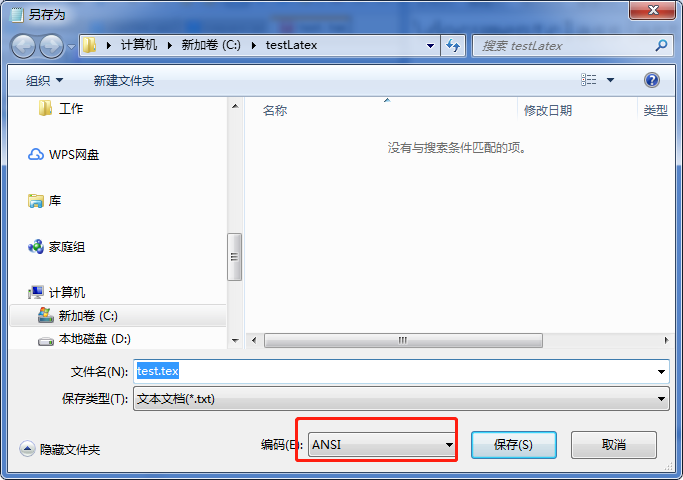 另存为
计算机 新加卷 (C:) testLatex 搜索 testLatex
组织 新建文件夹
名称 修改日期 类型
没有与搜索条件匹配的项。
工作
WPS网盘
库
家庭组
计算机
新加卷 (C:)
本地磁盘 (D:)
文件名(N): test.tex
保存类型(T): 文本文档(*.txt)
隐藏文件夹 编码(E): ANSI 保存(S) 取消